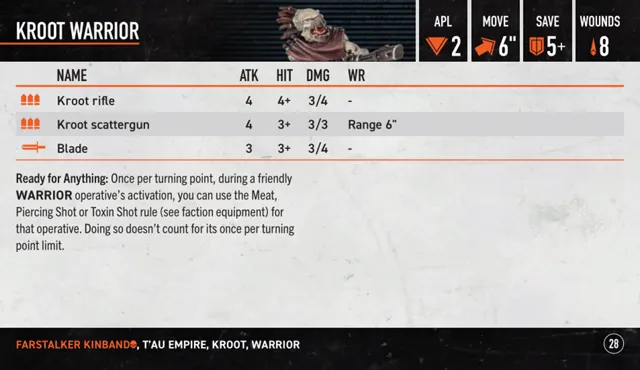 KROOT WARRIOR
APL MOVE SAVE WOUNDS
2 6" 5+ 8
NAME ATK HIT DMG WR
Kroot rifle 4 4+ 3/4 -
Kroot scattergun 4 3+ 3/3 Range 6"
Blade 3 3+ 3/4 -
Ready for Anything: Once per turning point, during a friendly
WARRIOR operative's activation, you can use the Meat,
Piercing Shot or Toxin Shot rule (see faction equipment) for
that operative. Doing so doesn't count for its once per turning
point limit.
FARSTALKER KINBAND, T'AU EMPIRE, KROOT, WARRIOR
28